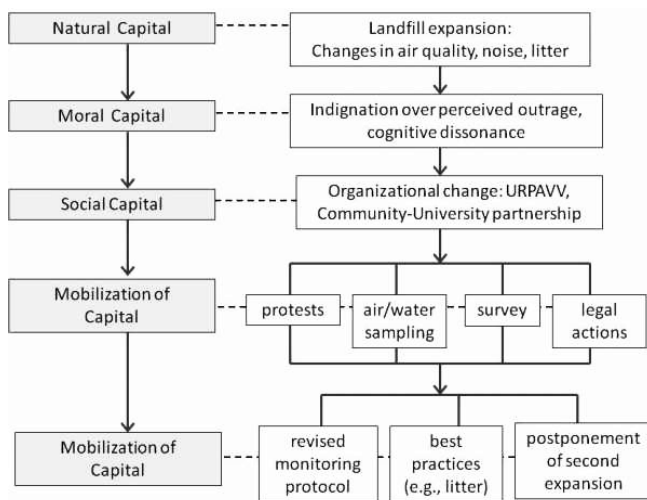 Natural Capital
Landfill expansion:
Changes in air quality, noise, litter
Moral Capital
Indignation over perceived outrage,
cognitive dissonance
Social Capital
Organizational change: URPAVV,
Community-University partnership
Mobilization of
Capital
protests
air/water
sampling
survey
legal
actions
Mobilization of
Capital
revised
monitoring
protocol
best
practices
(e.g., litter)
postponement
of second
expansion